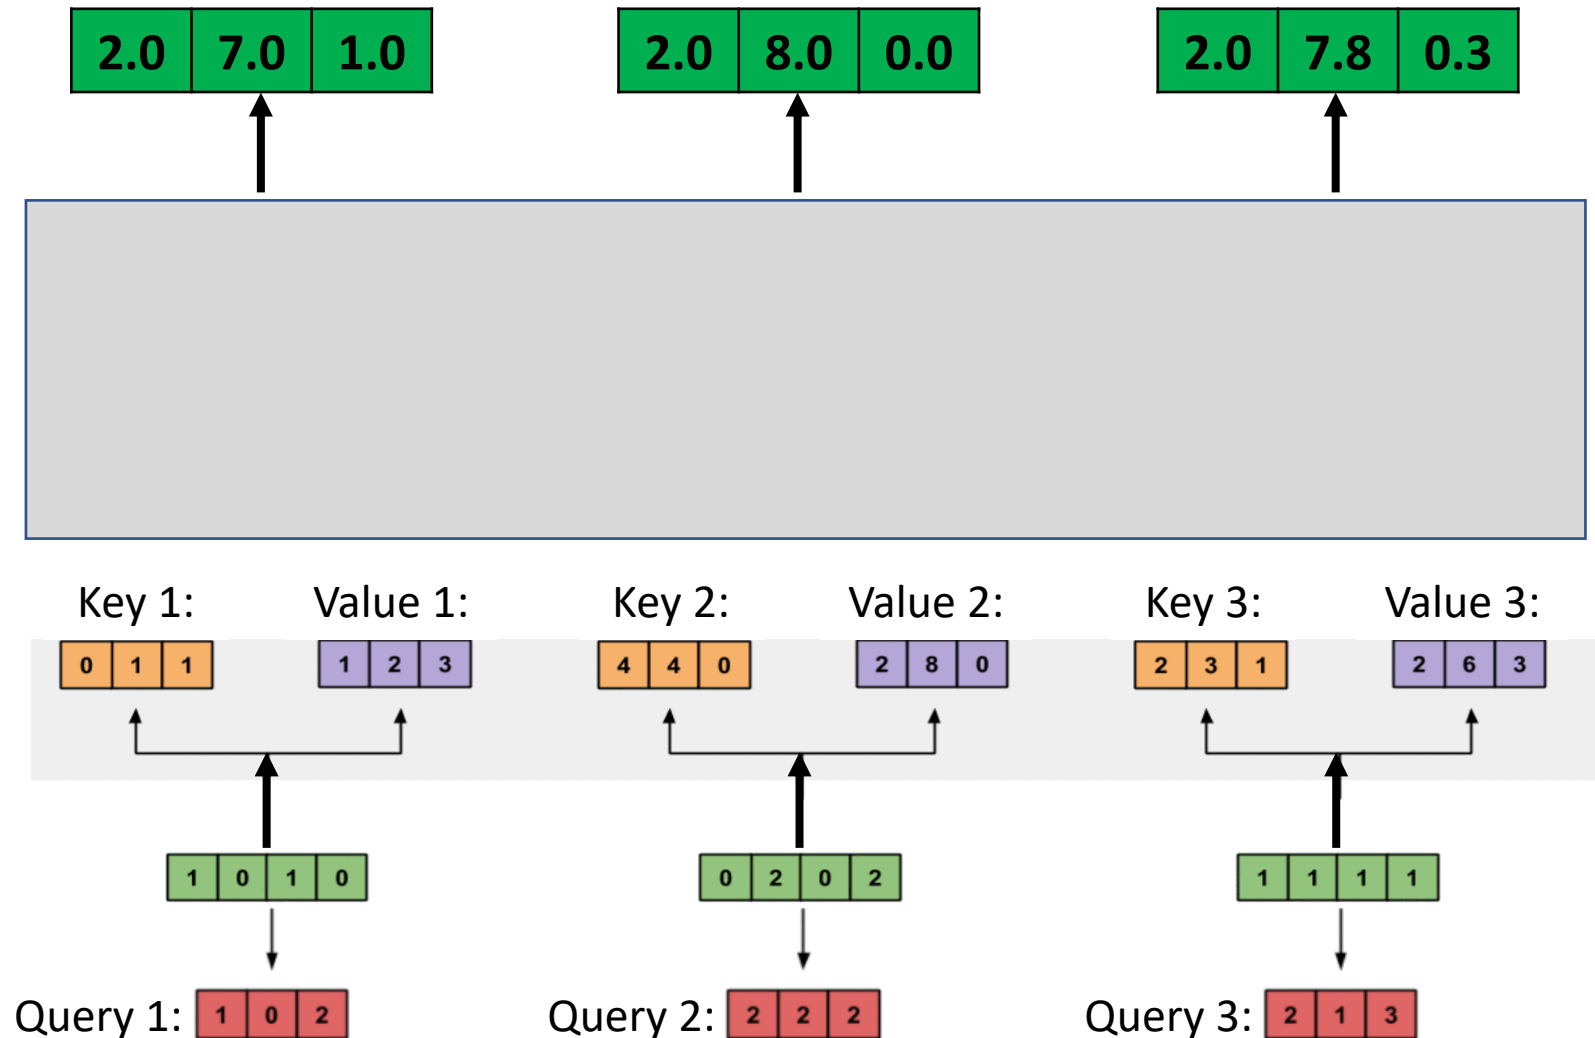 2.0 7.0 1.0 2.0 8.0 0.0 2.0 7.8 0.3
Key 1: Value 1: Key 2: Value 2: Key 3: Value 3:
0 1 1 1 2 3 4 4 0 2 8 0 2 3 1 2 6 3
1 0 1 0 0 2 0 2 1 1 1 1
Query 1: 1 0 2 Query 2: 2 2 2 Query 3: 2 1 3